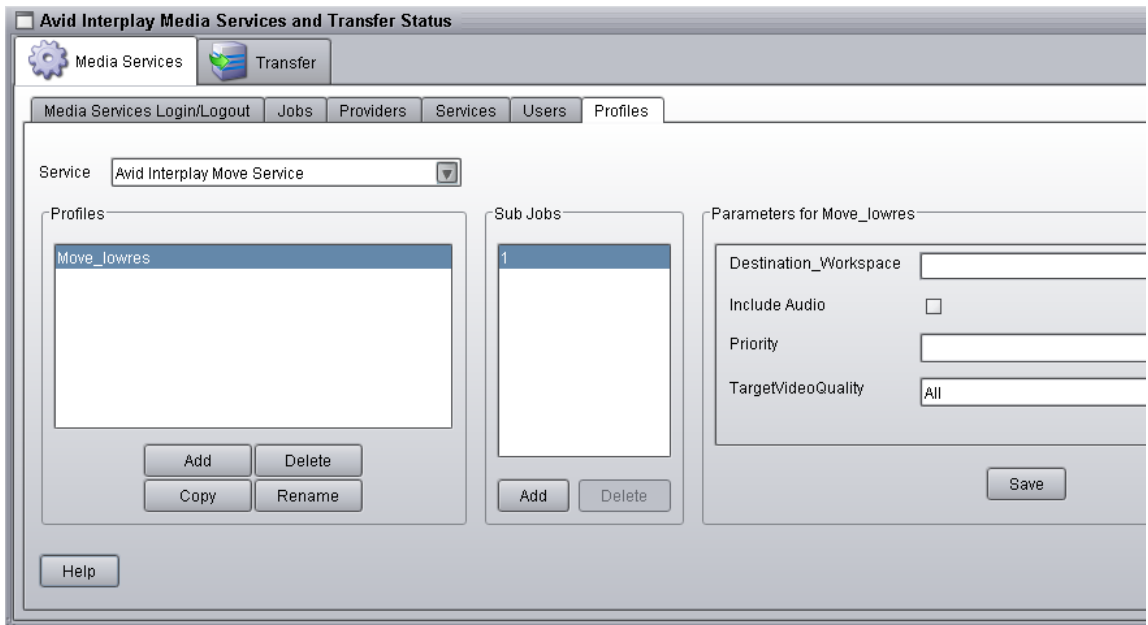 Avid Interplay Media Services and Transfer Status
Media Services
Transfer
Media Services Login/Logout
Jobs
Providers
Services
Users
Profiles
Service
Avid Interplay Move Service
Profiles
Sub Jobs
Parameters for Move_lowres
Move_lowres
1
Destination_Workspace
Include Audio
Priority
TargetVideoQuality
All
Add
Delete
Copy
Rename
Add
Delete
Save
Help